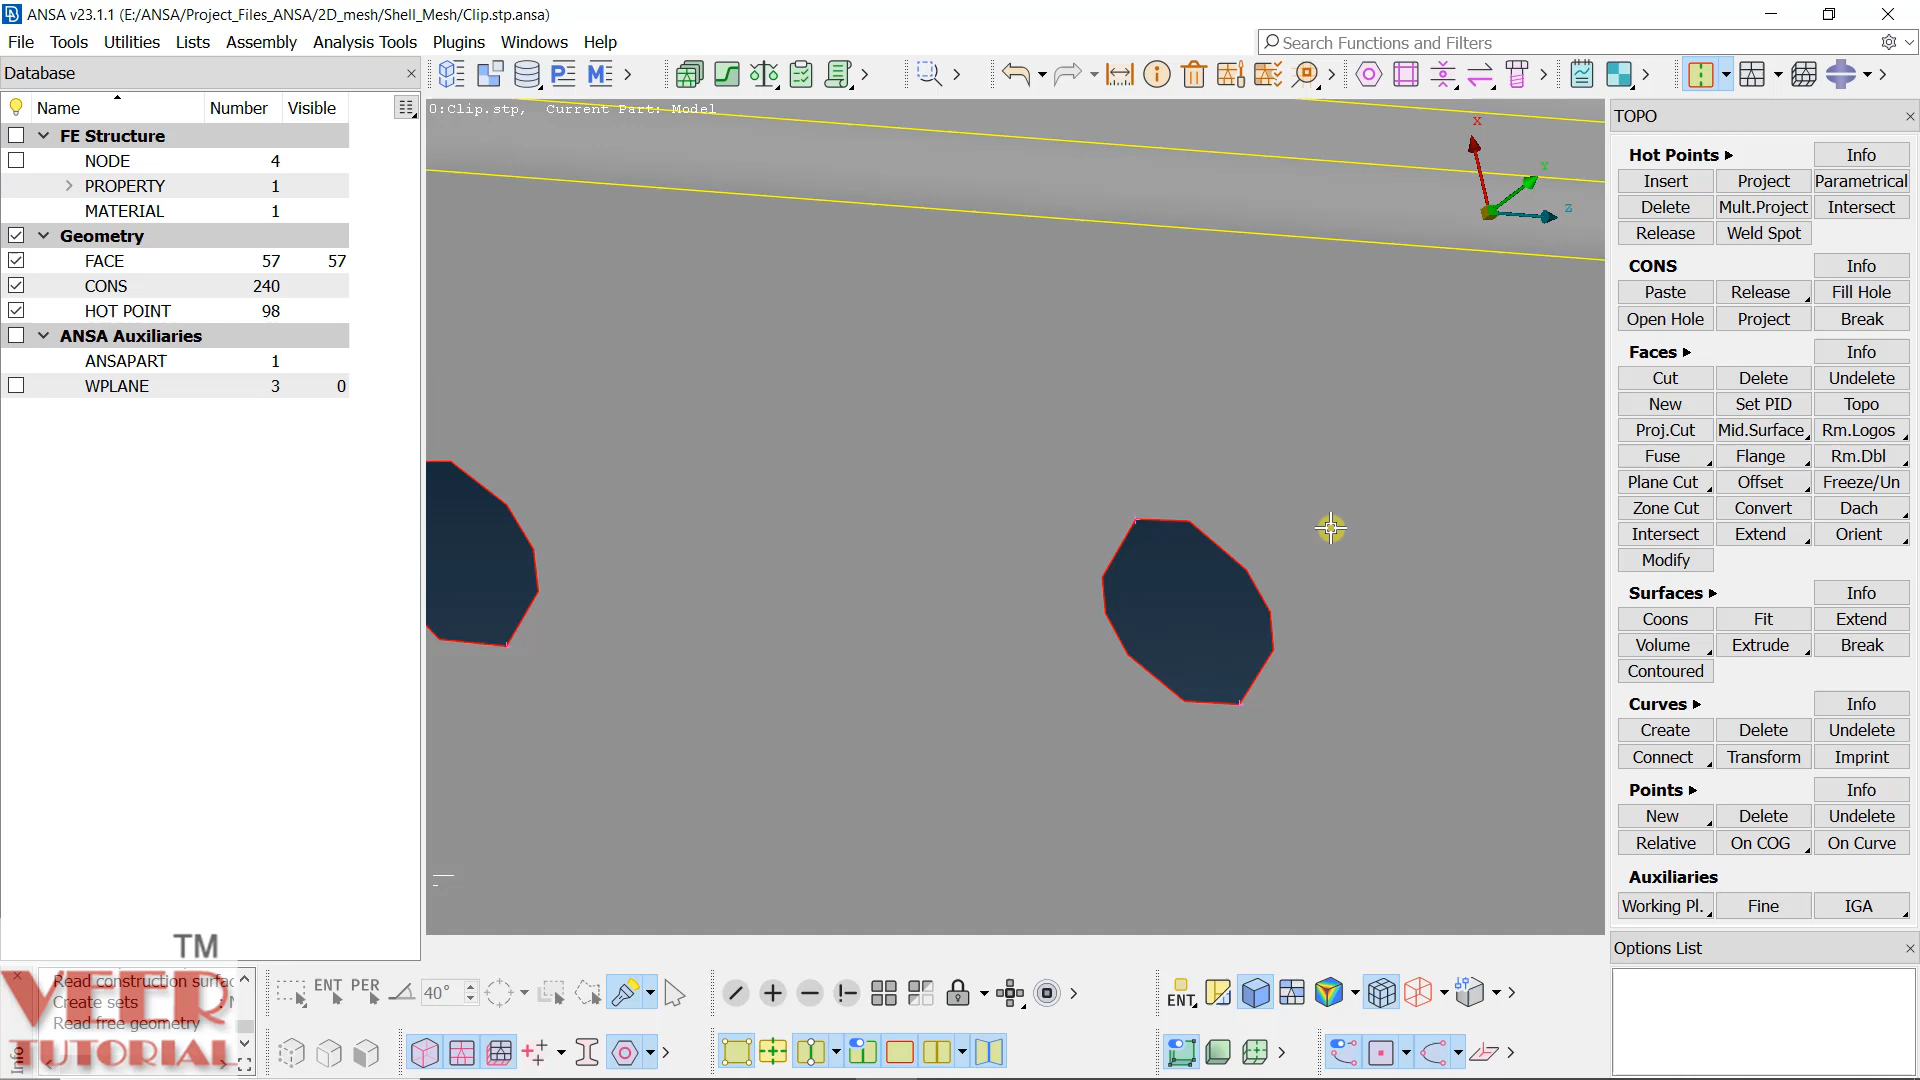 ANSA v23.1.1 (E:/ANSA/Project_Files_ANSA/2D_mesh/Shell_Mesh/Clip.stp.ansa)
File Tools Utilities Lists Assembly Analysis Tools Plugins Windows Help
Search Functions and Filters
Database
Name Number Visible
FE Structure
NODE 4
PROPERTY 1
MATERIAL 1
Geometry
FACE 57 57
CONS 240
HOT POINT 98
ANSA Auxiliaries
ANSAPART 1
WPLANE 3 0
0:Clip.stp, Current Part: Model
X
Y
Z
TOPO
Hot Points Info
Insert Project Parametrical
Delete Mult.Project Intersect
Release Weld Spot
CONS Info
Paste Release Fill Hole
Open Hole Project Break
Faces Info
Cut Delete Undelete
New Set PID Topo
Proj.Cut Mid.Surface Rm.Logos
Fuse Flange Rm.Dbl
Plane Cut Offset Freeze/Un
Zone Cut Convert Dach
Intersect Extend Orient
Modify
Surfaces Info
Coons Fit Extend
Volume Extrude Break
Contoured
Curves Info
Create Delete Undelete
Connect Transform Imprint
Points Info
New Delete Undelete
Relative On COG On Curve
Auxiliaries
Working Pl. Fine IGA
Options List
TM
VEER
TUTORIAL
Read construction surfac
Create sets
Read free geometry
Info
ENT PER 40°
ENT